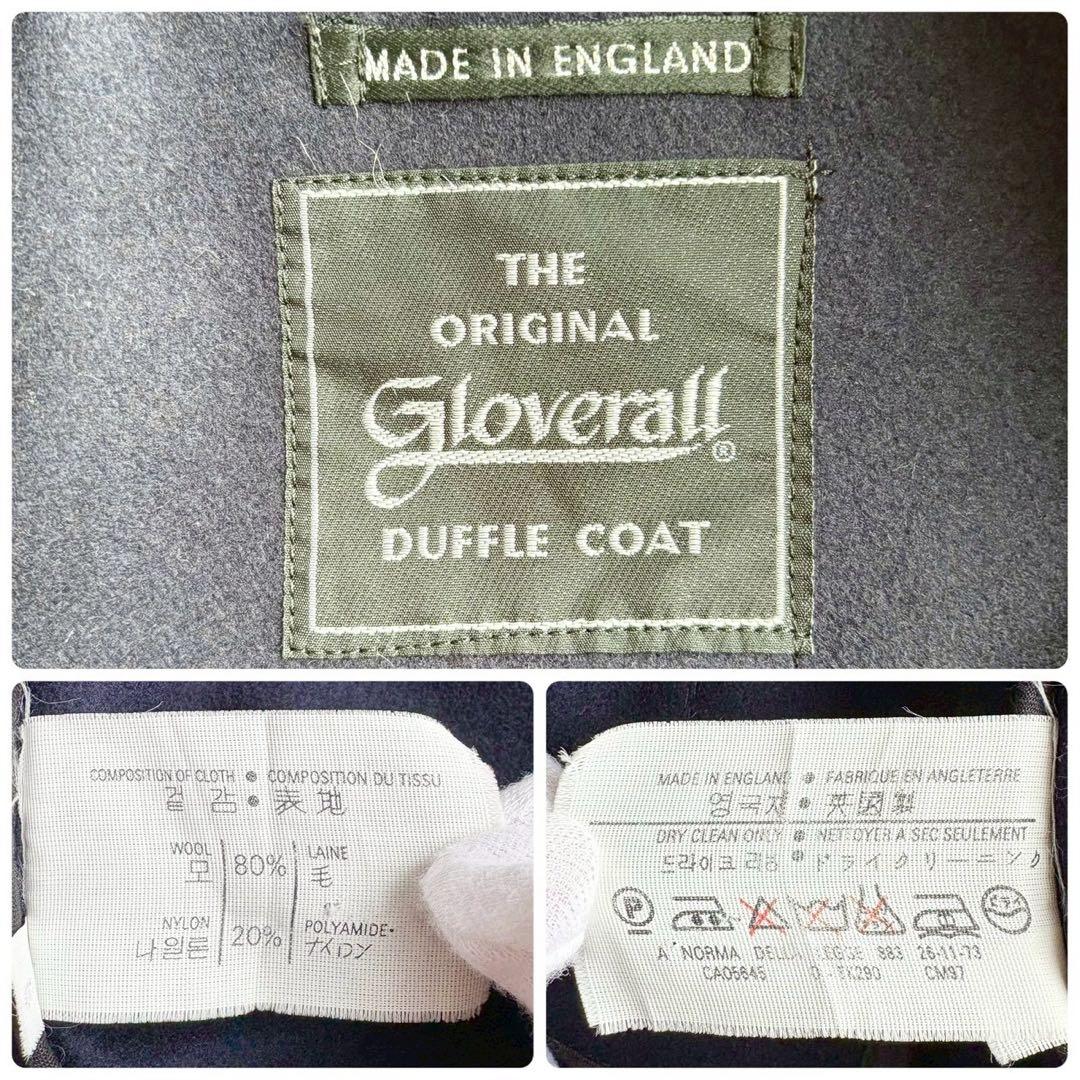 MADE IN ENGLAND
THE
ORIGINAL
Gloverall®
DUFFLE COAT
COMPOSITION OF CLOTH • COMPOSITION DU TISSU
겉 감 • 表地
WOOL 80% LAINE
모 毛
NYLON 20% POLYAMIDE•
나일론 ナイロン
MADE IN ENGLAND • FABRIQUE EN ANGLETERRE
영국제 • 英国製
DRY CLEAN ONLY • NETTOYER A SEC SEULEMENT
드라이크리닝 • ドライクリーニング
P
A' NORMA DELLA LEGGE 883 26-11-73
CA05645 CM97